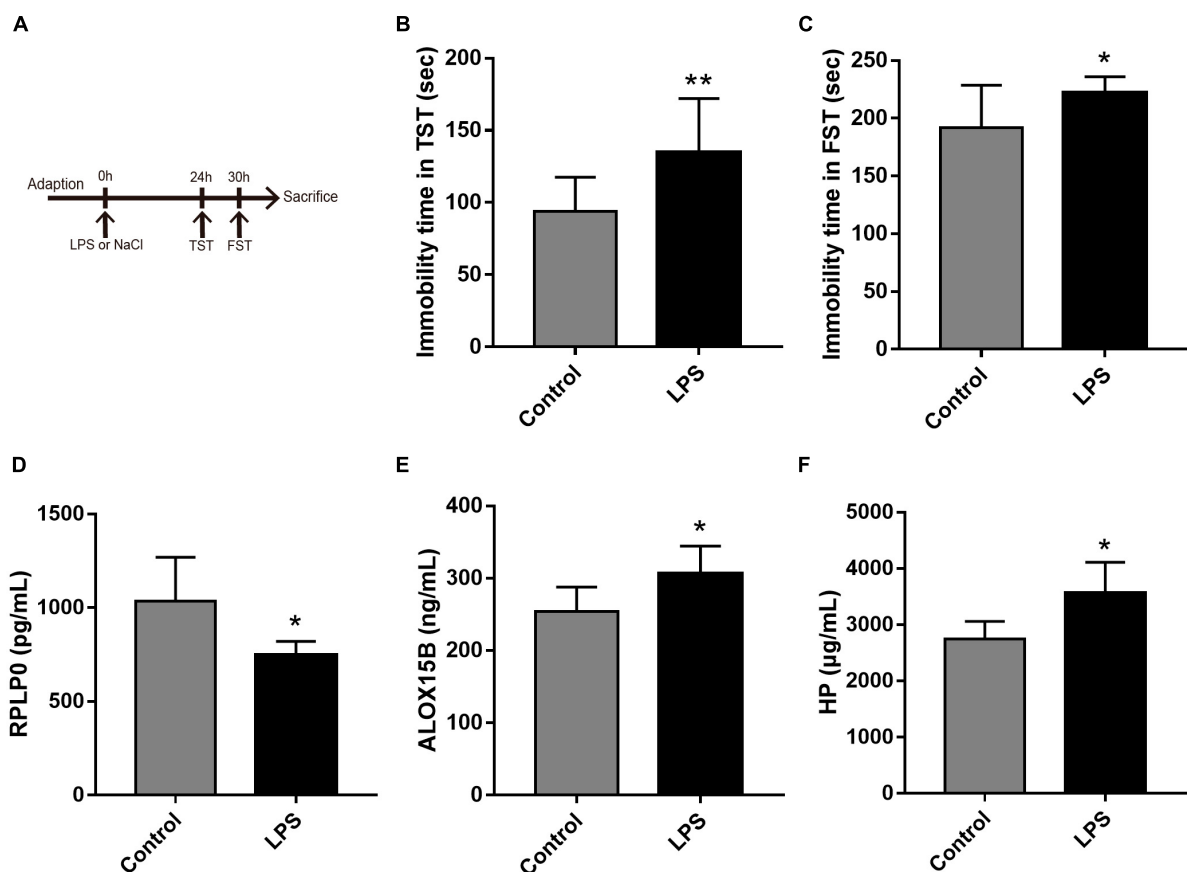 A
Adaption
0h
24h
30h
Sacrifice
LPS or NaCl
TST
FST
B
Immobility time in TST (sec)
200
150
100
50
0
**
Control
LPS
C
Immobility time in FST (sec)
250
200
150
100
50
0
*
Control
LPS
D
RPLP0 (pg/mL)
1500
1000
500
0
*
Control
LPS
E
ALOX15B (ng/mL)
400
300
200
100
0
*
Control
LPS
F
HP (μg/mL)
5000
4000
3000
2000
1000
0
*
Control
LPS